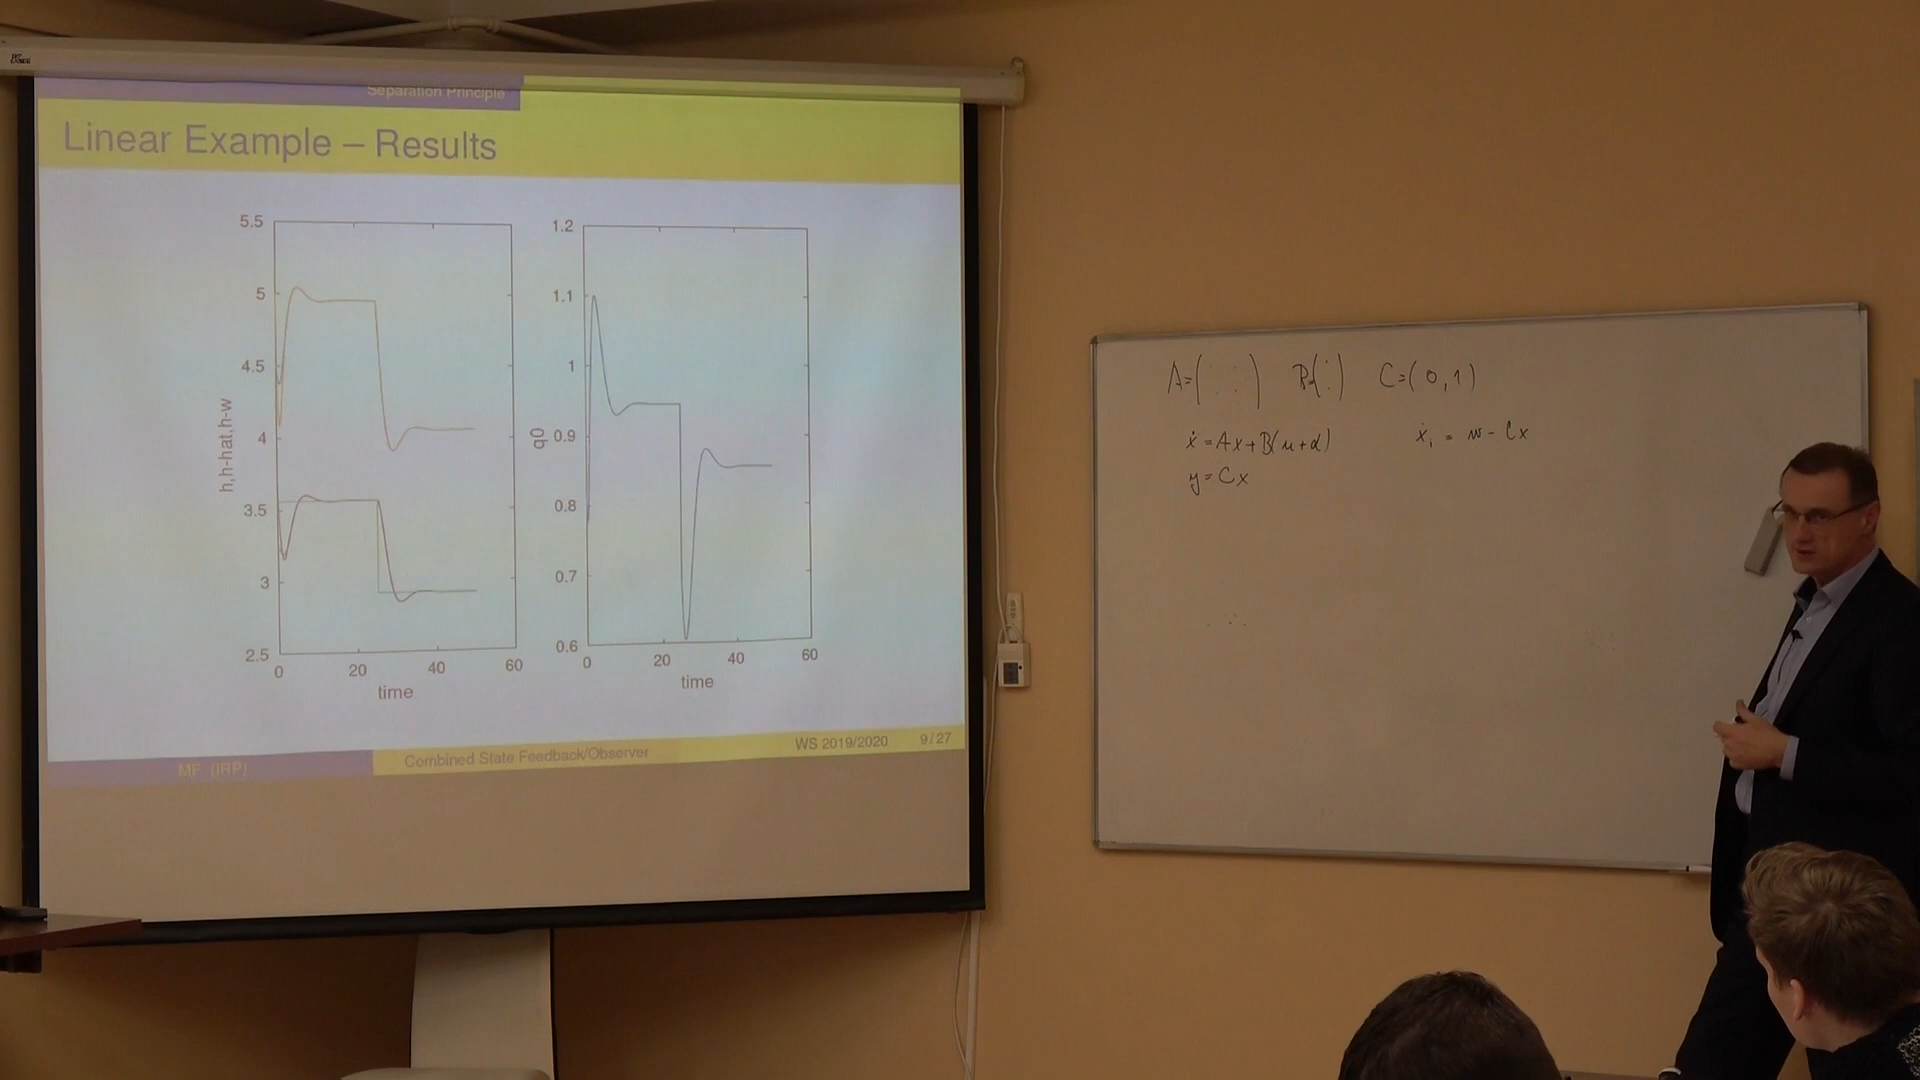 Separation Principle
Linear Example – Results
5.5
5
4.5
4
3.5
3
2.5
h,h-hat,h-w
0 20 40 60
time
1.2
1.1
1
0.9
0.8
0.7
0.6
q0
0 20 40 60
time
MF (IRP) Combined State Feedback/Observer WS 2019/2020 9/27
A=( ) B=( ) C=(0,1)
ẋ=Ax+B(u+d) ẋ₁ = w-Cx
y=Cx